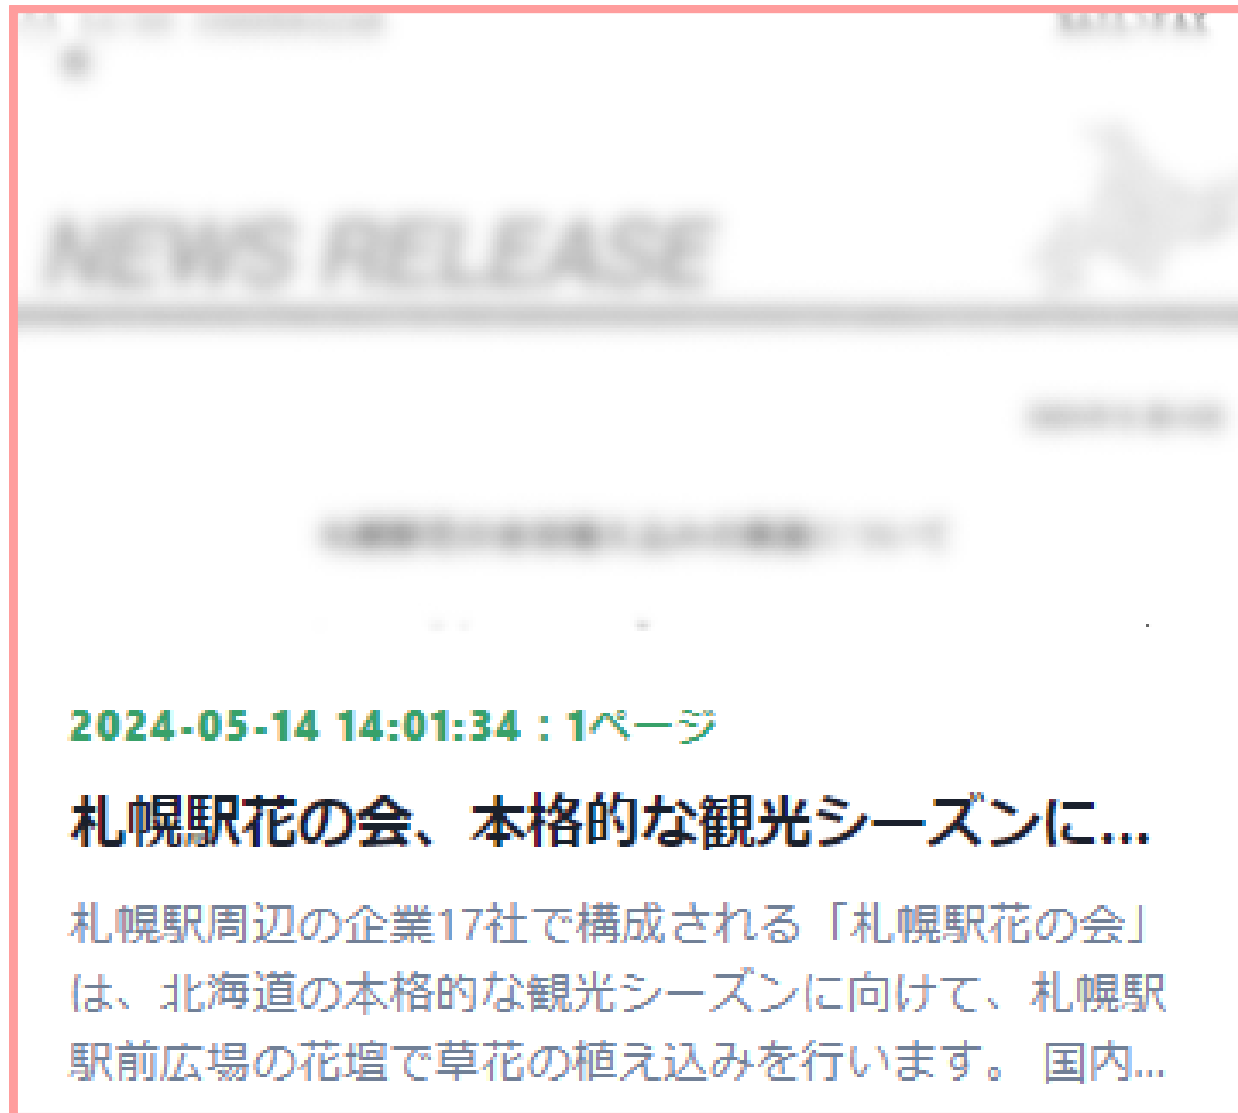 NEWS RELEASE
2024-05-14 14:01:34 : 1ページ
札幌駅花の会、本格的な観光シーズンに...
札幌駅周辺の企業17社で構成される「札幌駅花の会」
は、北海道の本格的な観光シーズンに向けて、札幌駅
駅前広場の花壇で草花の植え込みを行います。 国内...